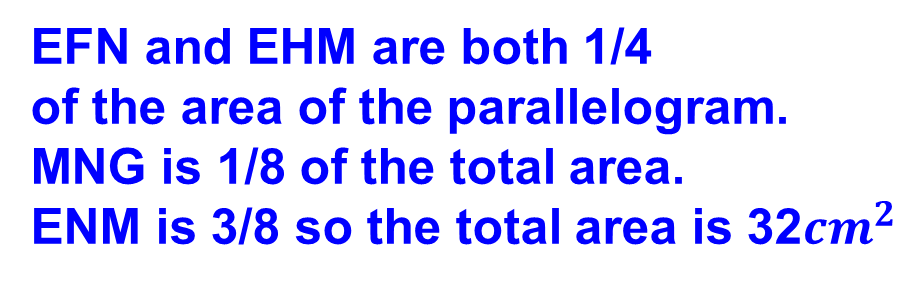 EFN and EHM are both 1/4
of the area of the parallelogram.
MNG is 1/8 of the total area.
ENM is 3/8 so the total area is 32cm²